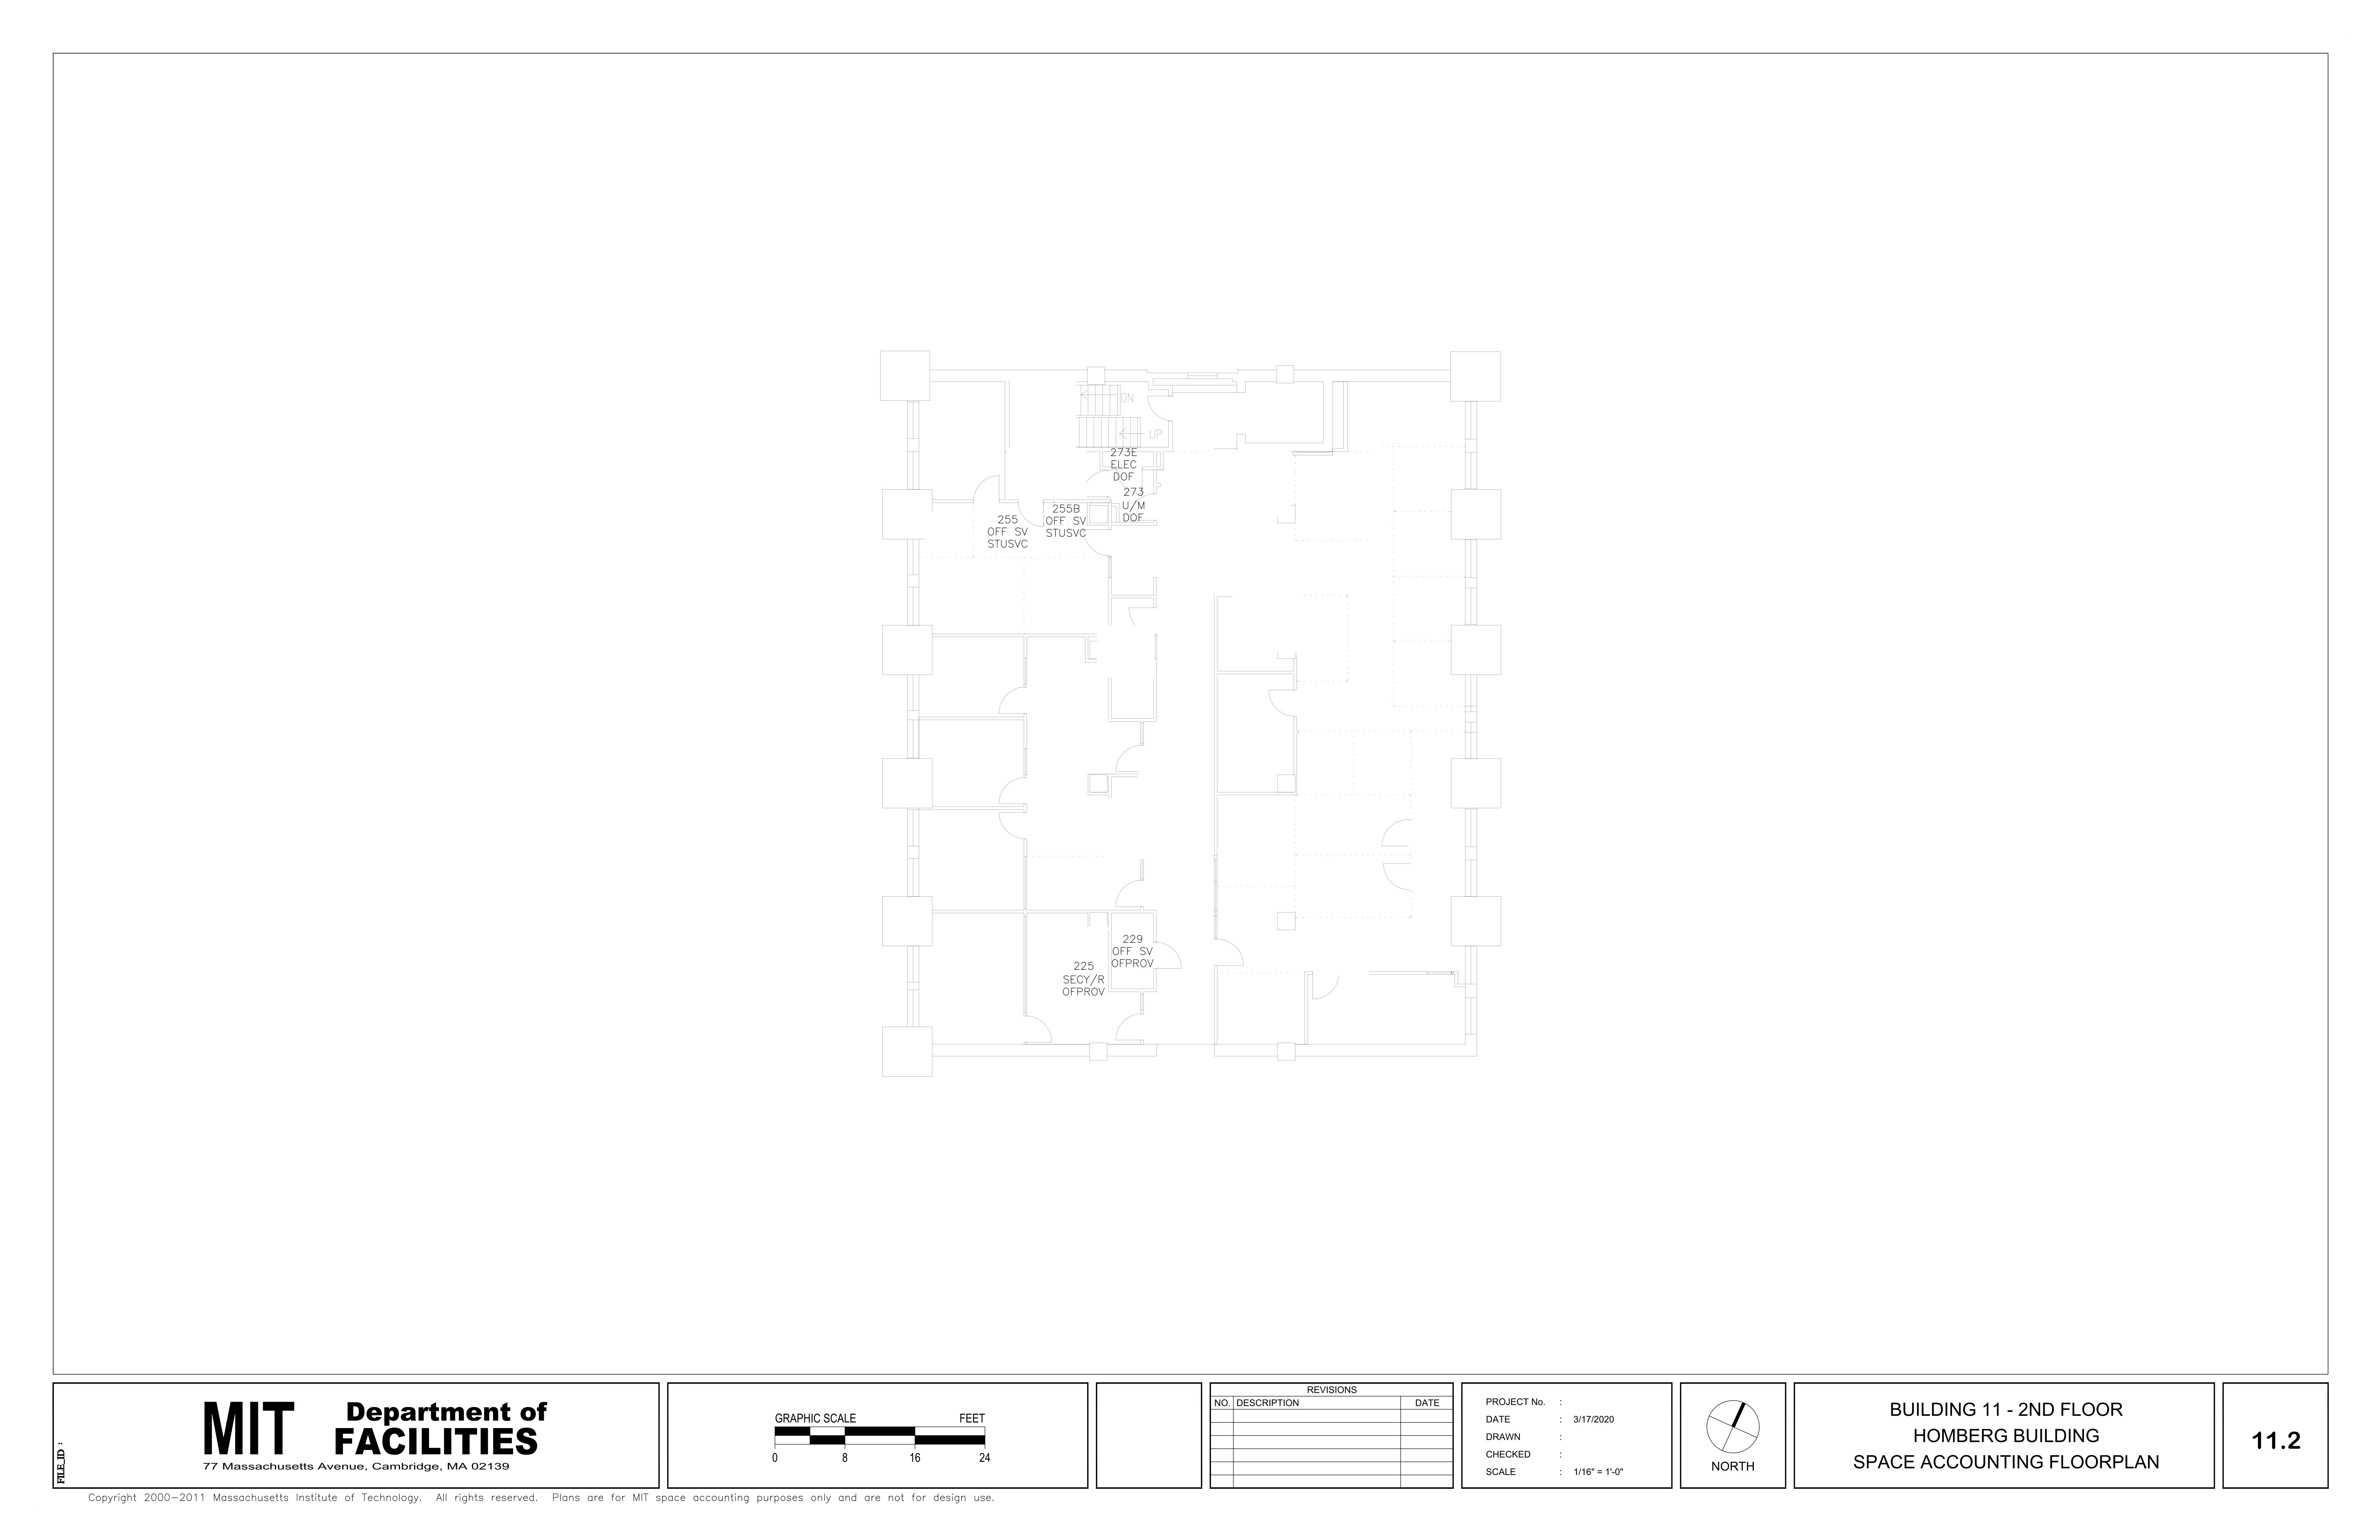 DN
UP
273E
ELEC
DOF
273
U/M
DOF
255B
OFF SV
STUSVC
255
OFF SV
STUSVC
229
OFF SV
OFPROV
225
SECY/R
OFPROV
FILE_ID :
MIT
Department of
FACILITIES
77 Massachusetts Avenue, Cambridge, MA 02139
GRAPHIC SCALE FEET
0 8 16 24
REVISIONS
NO. DESCRIPTION DATE
PROJECT No. :
DATE : 3/17/2020
DRAWN :
CHECKED :
SCALE : 1/16" = 1'-0"
NORTH
BUILDING 11 - 2ND FLOOR
HOMBERG BUILDING
SPACE ACCOUNTING FLOORPLAN
11.2
Copyright 2000-2011 Massachusetts Institute of Technology. All rights reserved. Plans are for MIT space accounting purposes only and are not for design use.